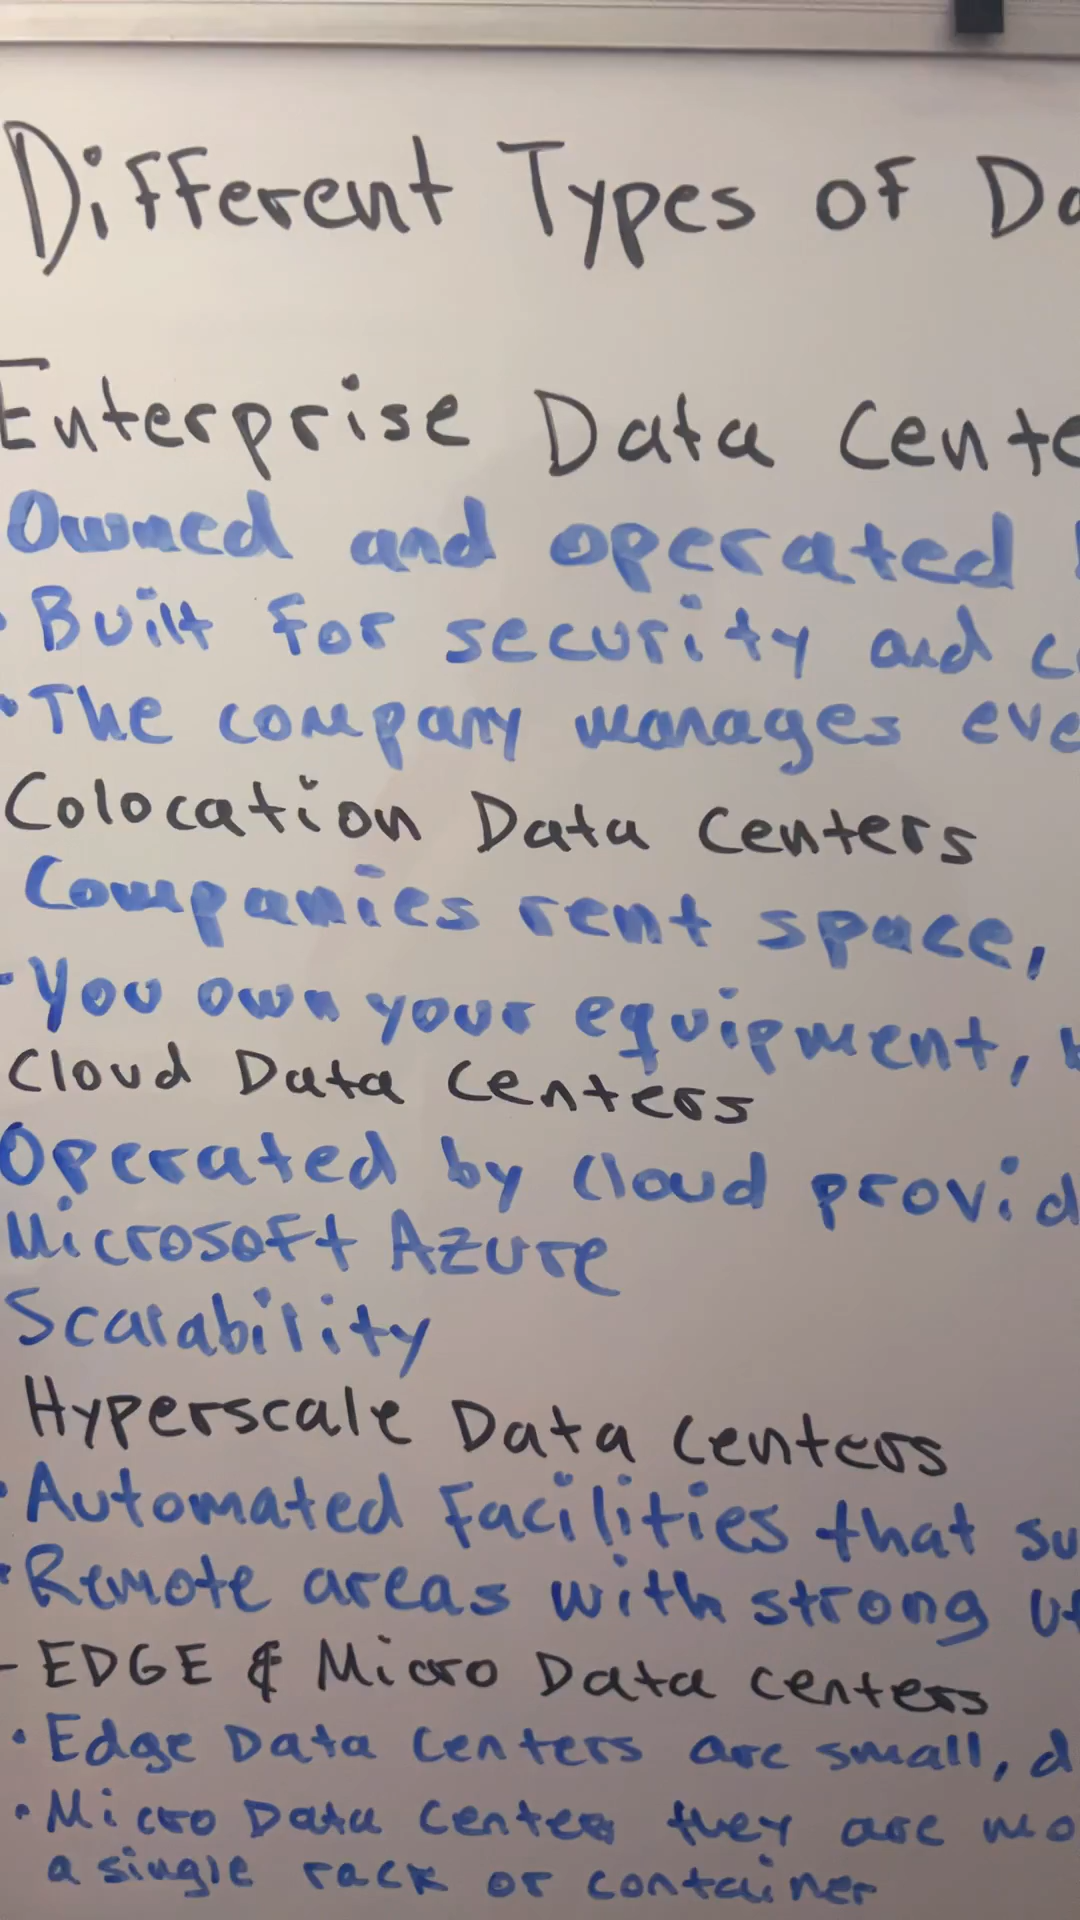 Different Types of Da
Enterprise Data Cente
Owned and operated
• Built for security and c
• The company manages eve
Colocation Data Centers
Companies rent space,
- You own your equipment,
Cloud Data Centers
Operated by cloud provid
Microsoft Azure
Scalability
Hyperscale Data Centers
• Automated facilities that su
• Remote areas with strong ut
- EDGE & Micro Data centers
• Edge Data Centers are small, d
• Micro Data Center they are mo
a single rack or container